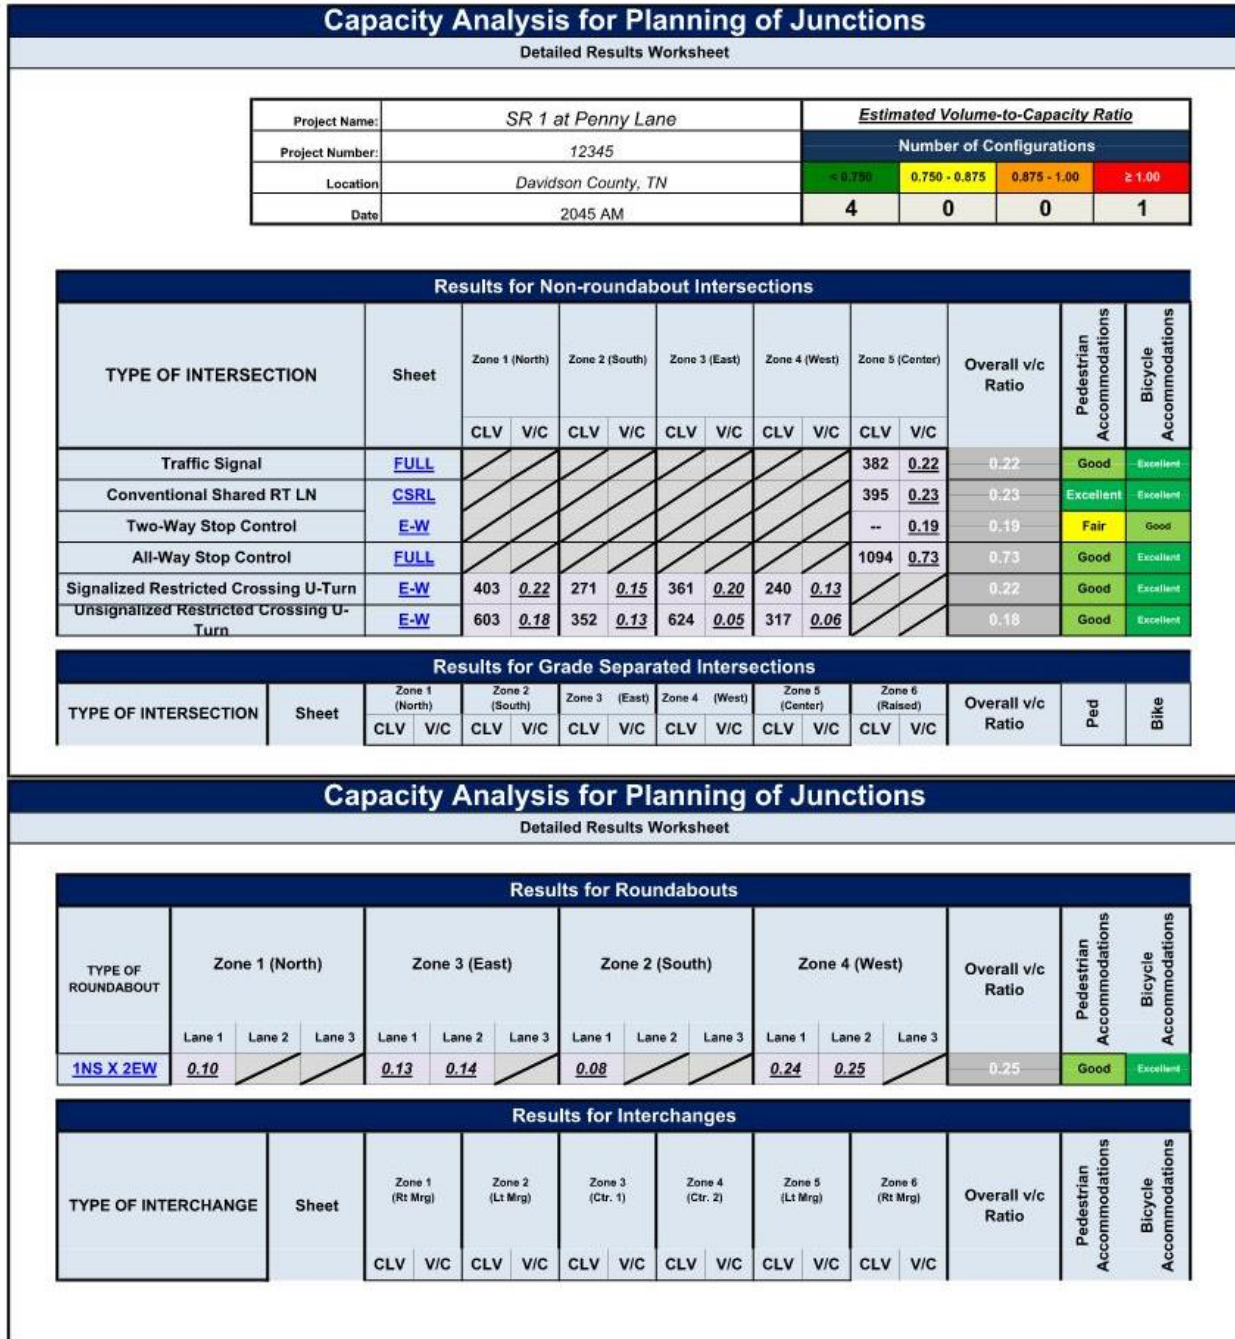 Capacity Analysis for Planning of Junctions
Detailed Results Worksheet
Project Name: SR 1 at Penny Lane Estimated Volume-to-Capacity Ratio
Project Number: 12345 Number of Configurations
Location Davidson County, TN < 0.750 0.750 - 0.875 0.875 - 1.00 ≥ 1.00
Date 2045 AM 4 0 0 1
Results for Non-roundabout Intersections
TYPE OF INTERSECTION Sheet Zone 1 (North) Zone 2 (South) Zone 3 (East) Zone 4 (West) Zone 5 (Center) Overall v/c Ratio Pedestrian Accommodations Bicycle Accommodations
CLV V/C CLV V/C CLV V/C CLV V/C CLV V/C
Traffic Signal FULL 382 0.22 0.22 Good Excellent
Conventional Shared RT LN CSRL 395 0.23 0.23 Excellent Excellent
Two-Way Stop Control E-W -- 0.19 0.19 Fair Good
All-Way Stop Control FULL 1094 0.73 0.73 Good Excellent
Signalized Restricted Crossing U-Turn E-W 403 0.22 271 0.15 361 0.20 240 0.13 0.22 Good Excellent
Unsignalized Restricted Crossing U-Turn E-W 603 0.18 352 0.13 624 0.05 317 0.06 0.18 Good Excellent
Results for Grade Separated Intersections
TYPE OF INTERSECTION Sheet Zone 1 (North) Zone 2 (South) Zone 3 (East) Zone 4 (West) Zone 5 (Center) Zone 6 (Raised) Overall v/c Ratio Ped Bike
CLV V/C CLV V/C CLV V/C CLV V/C CLV V/C CLV V/C
Capacity Analysis for Planning of Junctions
Detailed Results Worksheet
Results for Roundabouts
TYPE OF ROUNDABOUT Zone 1 (North) Zone 3 (East) Zone 2 (South) Zone 4 (West) Overall v/c Ratio Pedestrian Accommodations Bicycle Accommodations
Lane 1 Lane 2 Lane 3 Lane 1 Lane 2 Lane 3 Lane 1 Lane 2 Lane 3 Lane 1 Lane 2 Lane 3
1NS X 2EW 0.10 0.13 0.14 0.08 0.24 0.25 0.25 Good Excellent
Results for Interchanges
TYPE OF INTERCHANGE Sheet Zone 1 (Rt Mrg) Zone 2 (Lt Mrg) Zone 3 (Ctr. 1) Zone 4 (Ctr. 2) Zone 5 (Lt Mrg) Zone 6 (Rt Mrg) Overall v/c Ratio Pedestrian Accommodations Bicycle Accommodations
CLV V/C CLV V/C CLV V/C CLV V/C CLV V/C CLV V/C